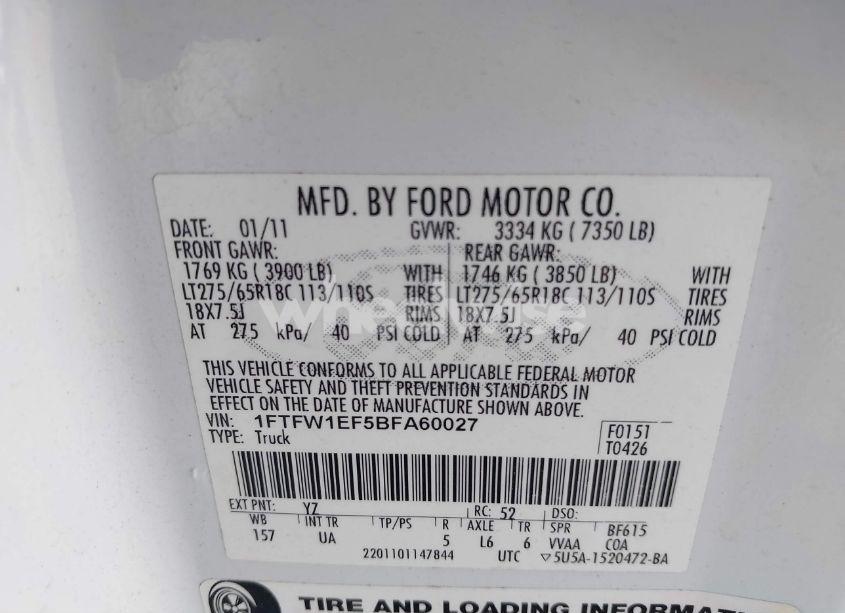 MFD. BY FORD MOTOR CO.
DATE: 01/11 GVWR: 3334 KG ( 7350 LB)
FRONT GAWR: REAR GAWR:
1769 KG ( 3900 LB) WITH 1746 KG ( 3850 LB) WITH
LT275/65R18C 113/110S TIRES LT275/65R18C 113/110S TIRES
18X7.5J RIMS 18X7.5J RIMS
AT 275 kPa/ 40 PSI COLD AT 275 kPa/ 40 PSI COLD
THIS VEHICLE CONFORMS TO ALL APPLICABLE FEDERAL MOTOR
VEHICLE SAFETY AND THEFT PREVENTION STANDARDS IN
EFFECT ON THE DATE OF MANUFACTURE SHOWN ABOVE.
VIN: 1FTFW1EF5BFA60027 F0151
TYPE: Truck T0426
EXT PNT: YZ RC: 52 DSO:
WB INT TR TP/PS R AXLE TR SPR BF615
157 UA 5 L6 6 VVAA COA
2201101147844 UTC ▽5U5A-1520472-BA
TIRE AND LOADING INFORMATION